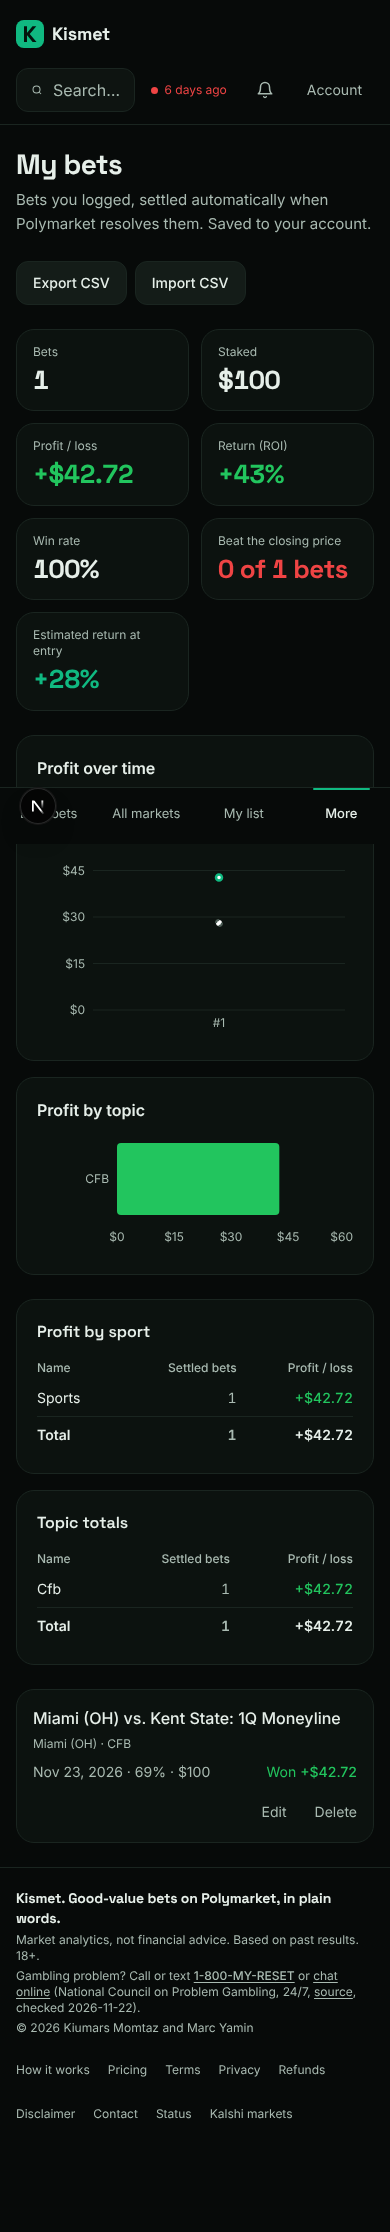 Kismet
Search...
6 days ago
Account
My bets
Bets you logged, settled automatically when
Polymarket resolves them. Saved to your account.
Export CSV
Import CSV
Bets
1
Staked
$100
Profit / loss
+$42.72
Return (ROI)
+43%
Win rate
100%
Beat the closing price
0 of 1 bets
Estimated return at
entry
+28%
Profit over time
bets
All markets
My list
More
$45
$30
$15
$0
#1
Profit by topic
CFB
$0 $15 $30 $45 $60
Profit by sport
Name Settled bets Profit / loss
Sports 1 +$42.72
Total 1 +$42.72
Topic totals
Name Settled bets Profit / loss
Cfb 1 +$42.72
Total 1 +$42.72
Miami (OH) vs. Kent State: 1Q Moneyline
Miami (OH) · CFB
Nov 23, 2026 · 69% · $100 Won +$42.72
Edit Delete
Kismet. Good-value bets on Polymarket, in plain
words.
Market analytics, not financial advice. Based on past results.
18+.
Gambling problem? Call or text 1-800-MY-RESET or chat
online (National Council on Problem Gambling, 24/7, source,
checked 2026-11-22).
© 2026 Kiumars Momtaz and Marc Yamin
How it works Pricing Terms Privacy Refunds
Disclaimer Contact Status Kalshi markets